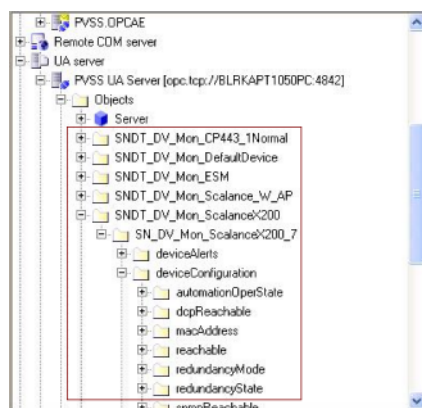 PVSS.OPCAE
Remote COM server
UA server
PVSS UA Server [opc.tcp://BLRKAPT1050PC:4842]
Objects
Server
SNDT_DV_Mon_CP443_1Normal
SNDT_DV_Mon_DefaultDevice
SNDT_DV_Mon_ESM
SNDT_DV_Mon_Scalance_W_AP
SNDT_DV_Mon_ScalanceX200
SN_DV_Mon_ScalanceX200_7
deviceAlerts
deviceConfiguration
automationOperState
dcpReachable
macAddress
reachable
redundancyMode
redundancyState
snmpReachable